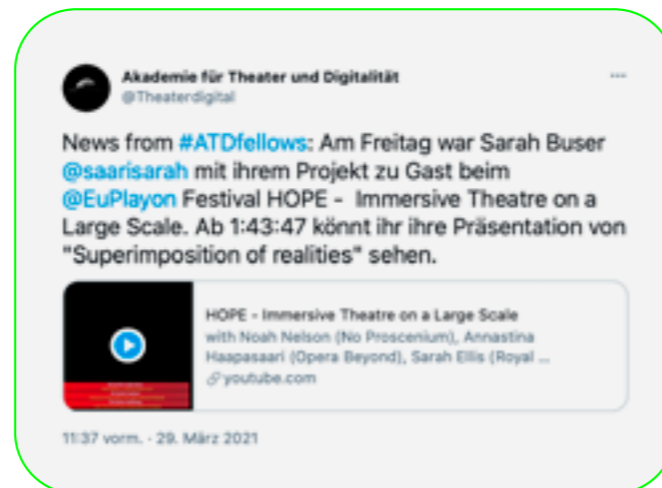 Akademie für Theater und Digitalität
@Theaterdigital
News from #ATDfellows: Am Freitag war Sarah Buser
@saarisarah mit ihrem Projekt zu Gast beim
@EuPlayon Festival HOPE - Immersive Theatre on a
Large Scale. Ab 1:43:47 könnt ihr ihre Präsentation von
"Superimposition of realities" sehen.
HOPE - Immersive Theatre on a Large Scale
with Noah Nelson (No Proscenium), Annastina
Haapasaari (Opera Beyond), Sarah Ellis (Royal ...
youtube.com
11:37 vorm. · 29. März 2021